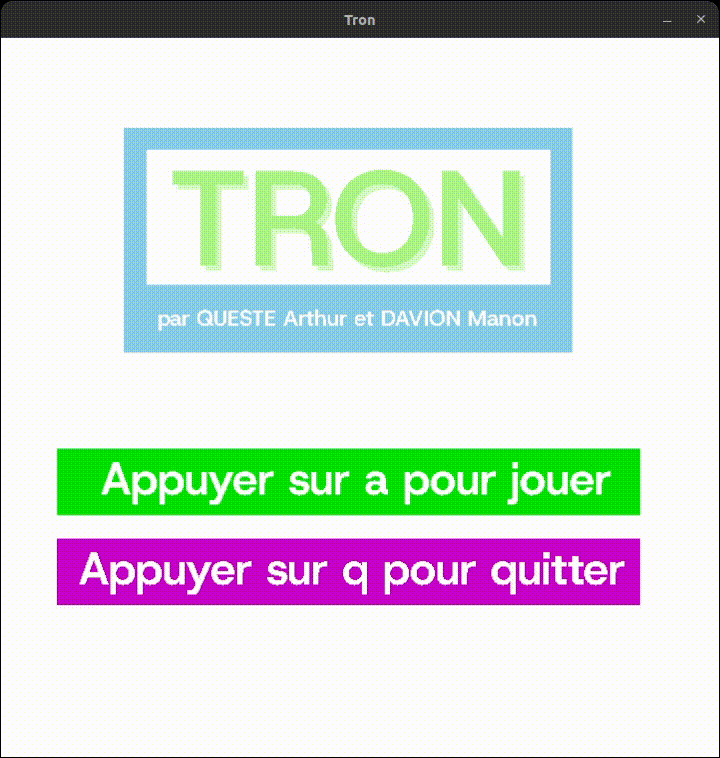 Tron
TRON
par QUESTE Arthur et DAVION Manon
Appuyer sur a pour jouer
Appuyer sur q pour quitter